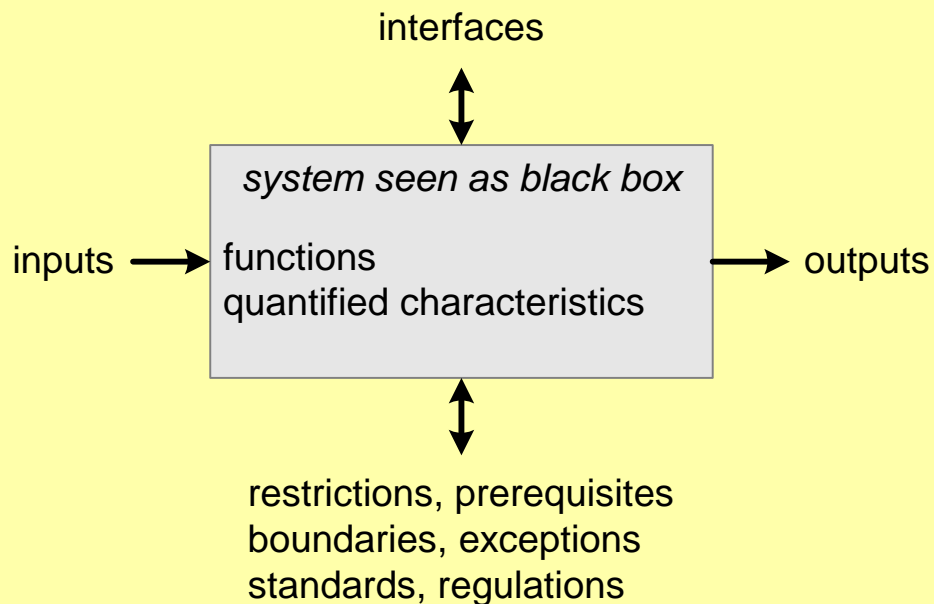 interfaces
system seen as black box
inputs
functions
quantified characteristics
outputs
restrictions, prerequisites
boundaries, exceptions
standards, regulations